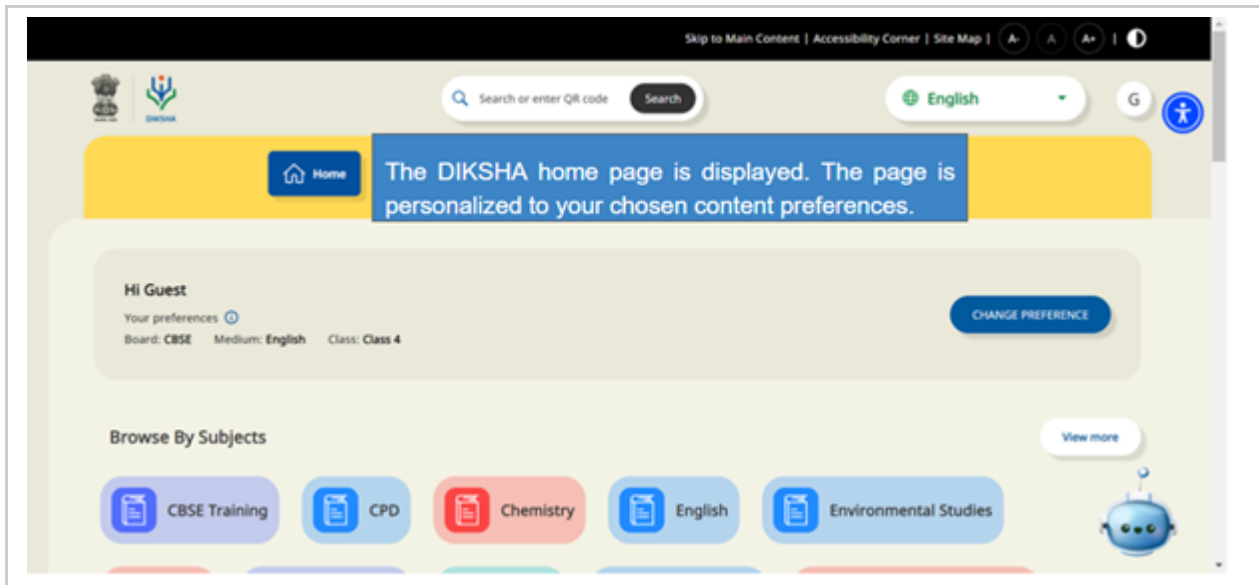 Skip to Main Content | Accessibility Corner | Site Map | A- A A+ |
DIKSHA
Search or enter QR code Search
English
G
Home
The DIKSHA home page is displayed. The page is
personalized to your chosen content preferences.
Hi Guest
Your preferences
Board: CBSE Medium: English Class: Class 4
CHANGE PREFERENCE
Browse By Subjects
View more
CBSE Training
CPD
Chemistry
English
Environmental Studies